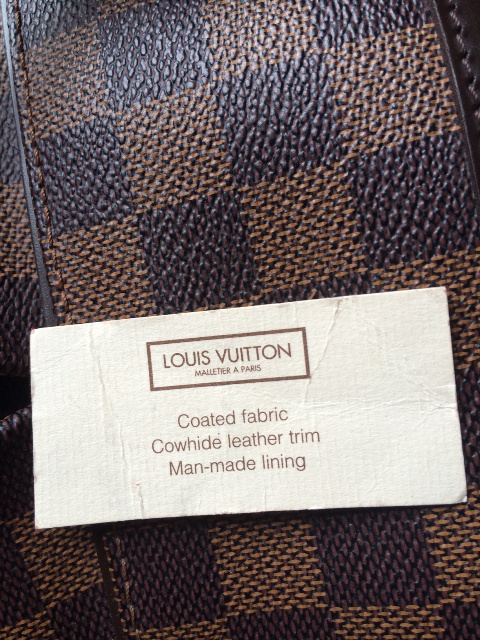 LOUIS VUITTON
MALLETIER A PARIS
Coated fabric
Cowhide leather trim
Man-made lining